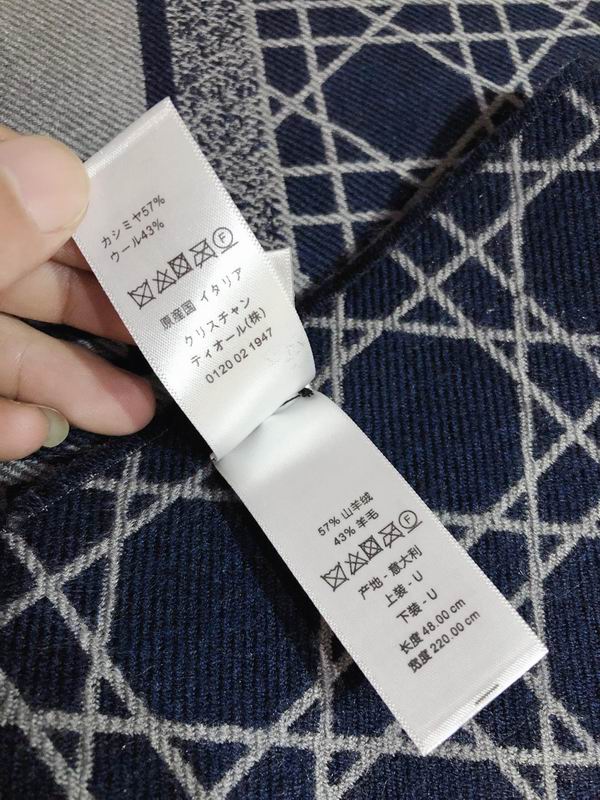 カシミヤ57%
ウール43%
F
原産国 イタリア
クリスチャン
ディオール(株)
0120 02 1947
57% 山羊绒
43% 羊毛
F
产地 - 意大利
上装 - U
下装 - U
长度 48.00 cm
宽度 220.00 cm